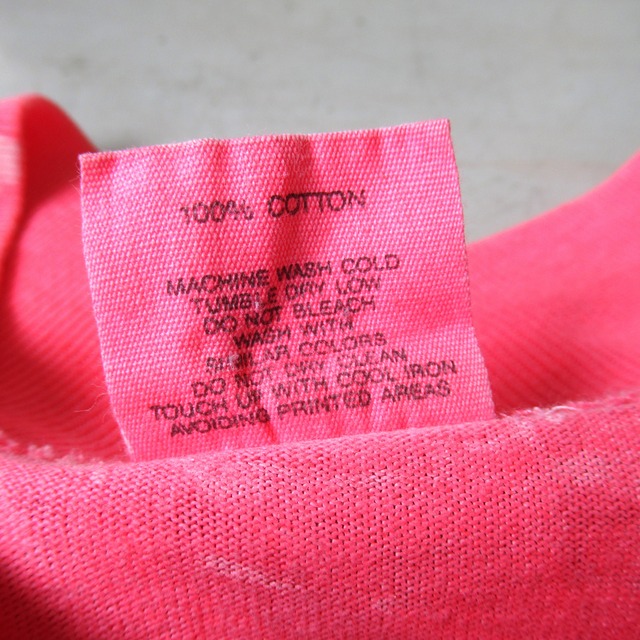 100% COTTON
MACHINE WASH COLD
TUMBLE DRY LOW
DO NOT BLEACH
WASH WITH
SIMILAR COLORS
DO NOT DRY CLEAN
TOUCH UP WITH COOL IRON
AVOIDING PRINTED AREAS